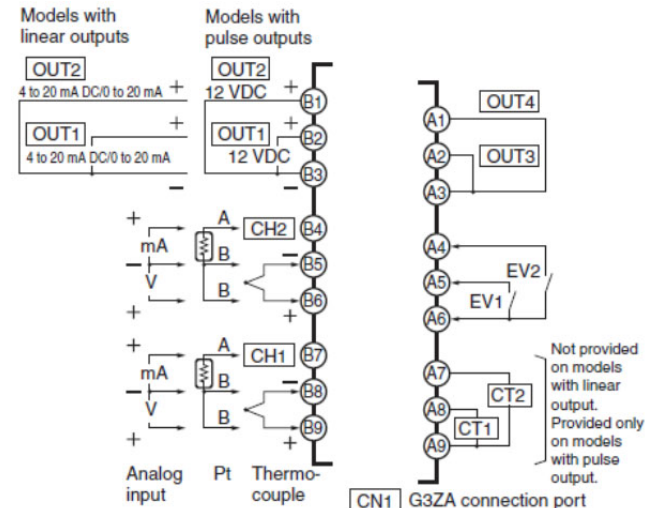 Models with
linear outputs
Models with
pulse outputs
OUT2
4 to 20 mA DC/0 to 20 mA +
OUT2
12 VDC +
B1
OUT1 +
4 to 20 mA DC/0 to 20 mA
−
OUT1 +
12 VDC
−
B2
B3
+
mA
−
V
+
A
B
B
CH2
−
+
B4
B5
B6
+
mA
−
V
+
A
B
B
CH1
−
+
B7
B8
B9
Analog
input
Pt
Thermo-
couple
A1
A2
A3
OUT4
OUT3
A4
A5
A6
EV1
EV2
A7
A8
A9
CT2
CT1
Not provided
on models
with linear
output.
Provided only
on models
with pulse
output.
CN1 G3ZA connection port